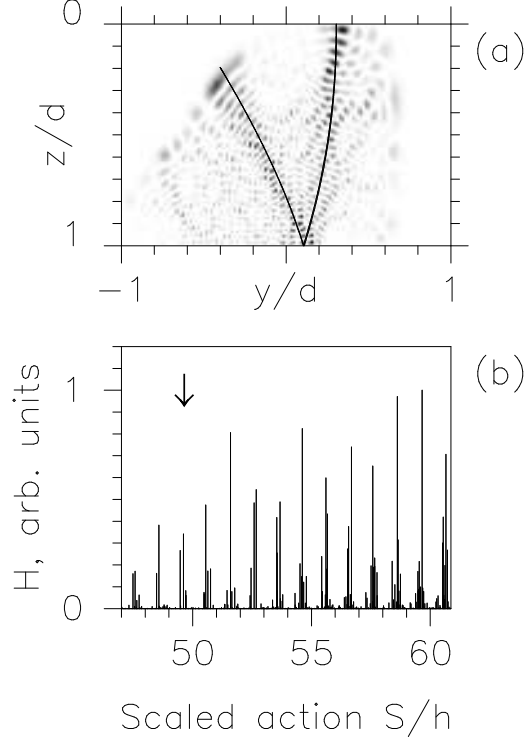 0
(a)
z/d
1
−1
y/d
1
(b)
1
H, arb. units
0
50
55
60
Scaled action S/h